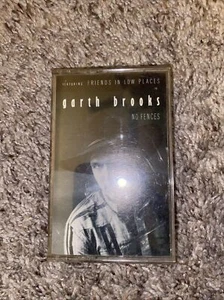 FEATURING FRIENDS IN LOW PLACES
garth brooks
NO FENCES